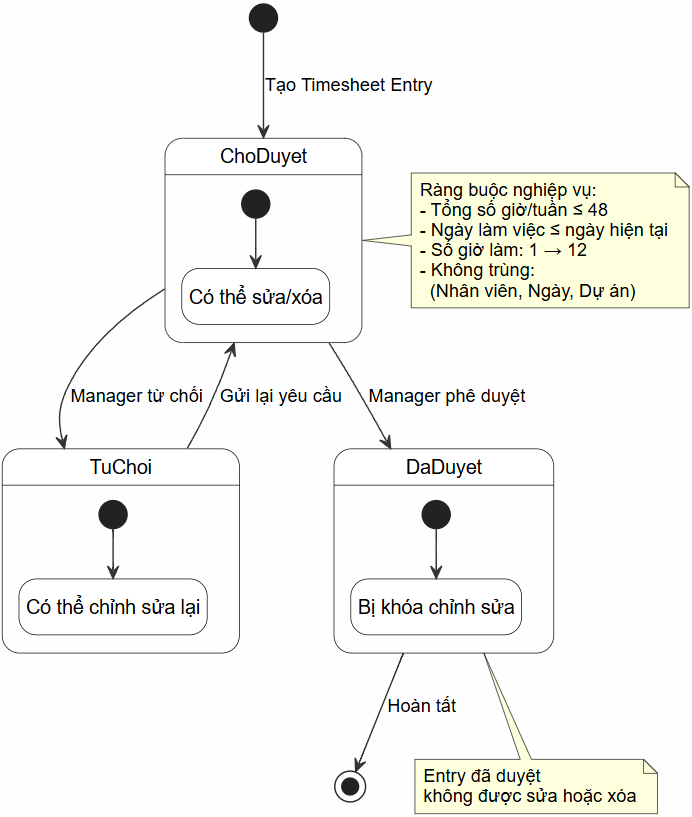 Tạo Timesheet Entry
ChoDuyet
Có thể sửa/xóa
Ràng buộc nghiệp vụ:
- Tổng số giờ/tuần ≤ 48
- Ngày làm việc ≤ ngày hiện tại
- Số giờ làm: 1 → 12
- Không trùng:
(Nhân viên, Ngày, Dự án)
Manager từ chối
Gửi lại yêu cầu
Manager phê duyệt
TuChoi
Có thể chỉnh sửa lại
DaDuyet
Bị khóa chỉnh sửa
Hoàn tất
Entry đã duyệt
không được sửa hoặc xóa